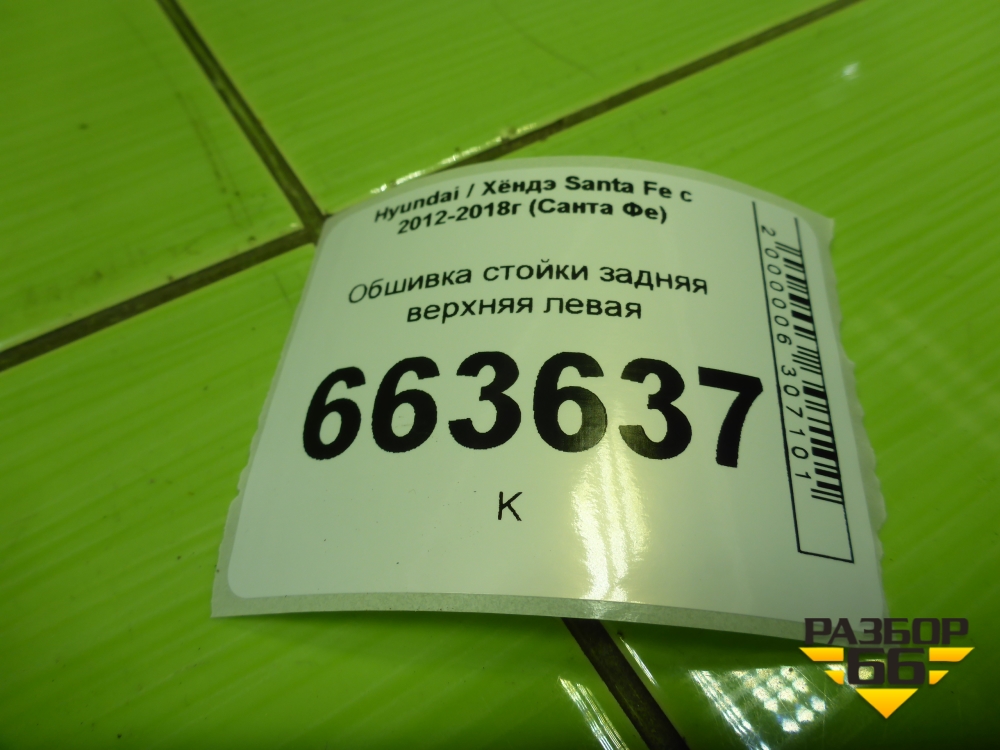 Hyundai / Хёндэ Santa Fe с
2012-2018г (Санта Фе)
Обшивка стойки задняя
верхняя левая
663637
К
2000006307101
РАЗБОР
66